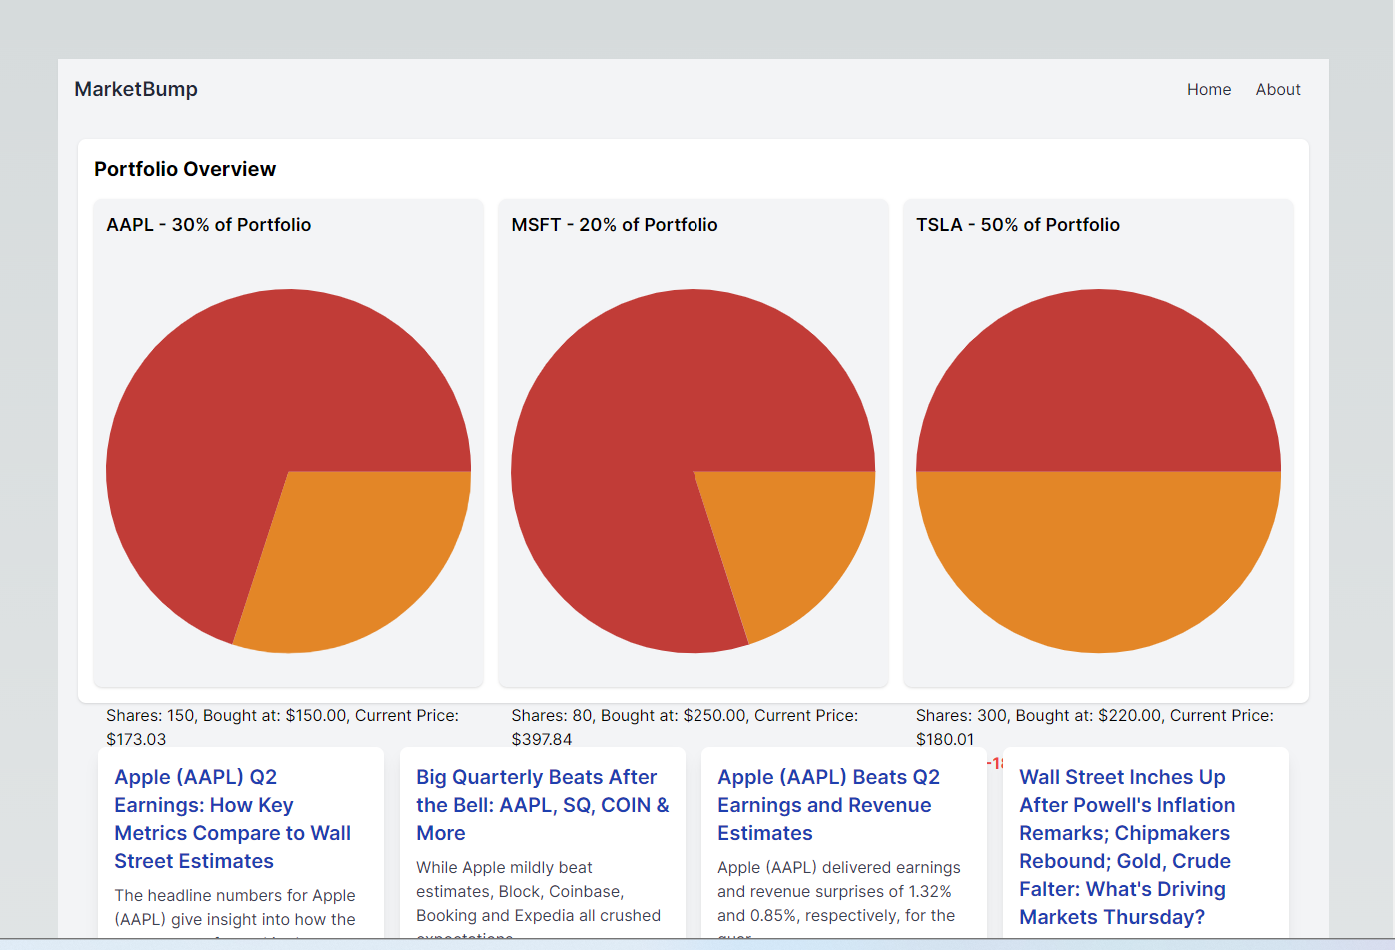 MarketBump
Home About
Portfolio Overview
AAPL - 30% of Portfolio
MSFT - 20% of Portfolio
TSLA - 50% of Portfolio
Shares: 150, Bought at: $150.00, Current Price:
$173.03
Shares: 80, Bought at: $250.00, Current Price:
$397.84
Shares: 300, Bought at: $220.00, Current Price:
$180.01
Apple (AAPL) Q2
Earnings: How Key
Metrics Compare to Wall
Street Estimates
The headline numbers for Apple
(AAPL) give insight into how the
Big Quarterly Beats After
the Bell: AAPL, SQ, COIN &
More
While Apple mildly beat
estimates, Block, Coinbase,
Booking and Expedia all crushed
expectations
Apple (AAPL) Beats Q2
Earnings and Revenue
Estimates
Apple (AAPL) delivered earnings
and revenue surprises of 1.32%
and 0.85%, respectively, for the
Wall Street Inches Up
After Powell's Inflation
Remarks; Chipmakers
Rebound; Gold, Crude
Falter: What's Driving
Markets Thursday?